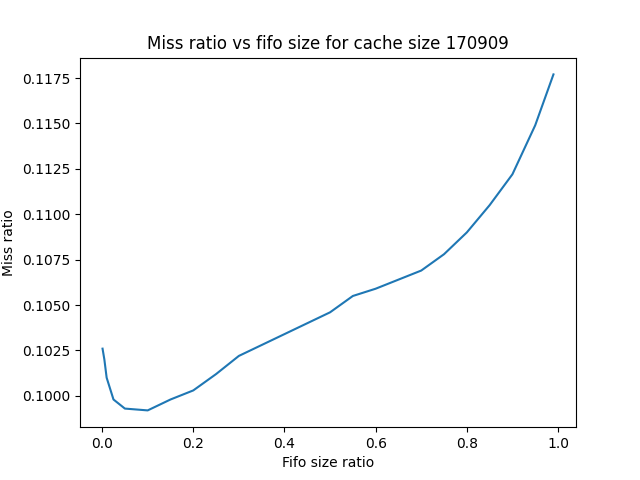 Miss ratio vs fifo size for cache size 170909
0.1175
0.1150
0.1125
0.1100
0.1075
0.1050
0.1025
0.1000
Miss ratio
0.0 0.2 0.4 0.6 0.8 1.0
Fifo size ratio